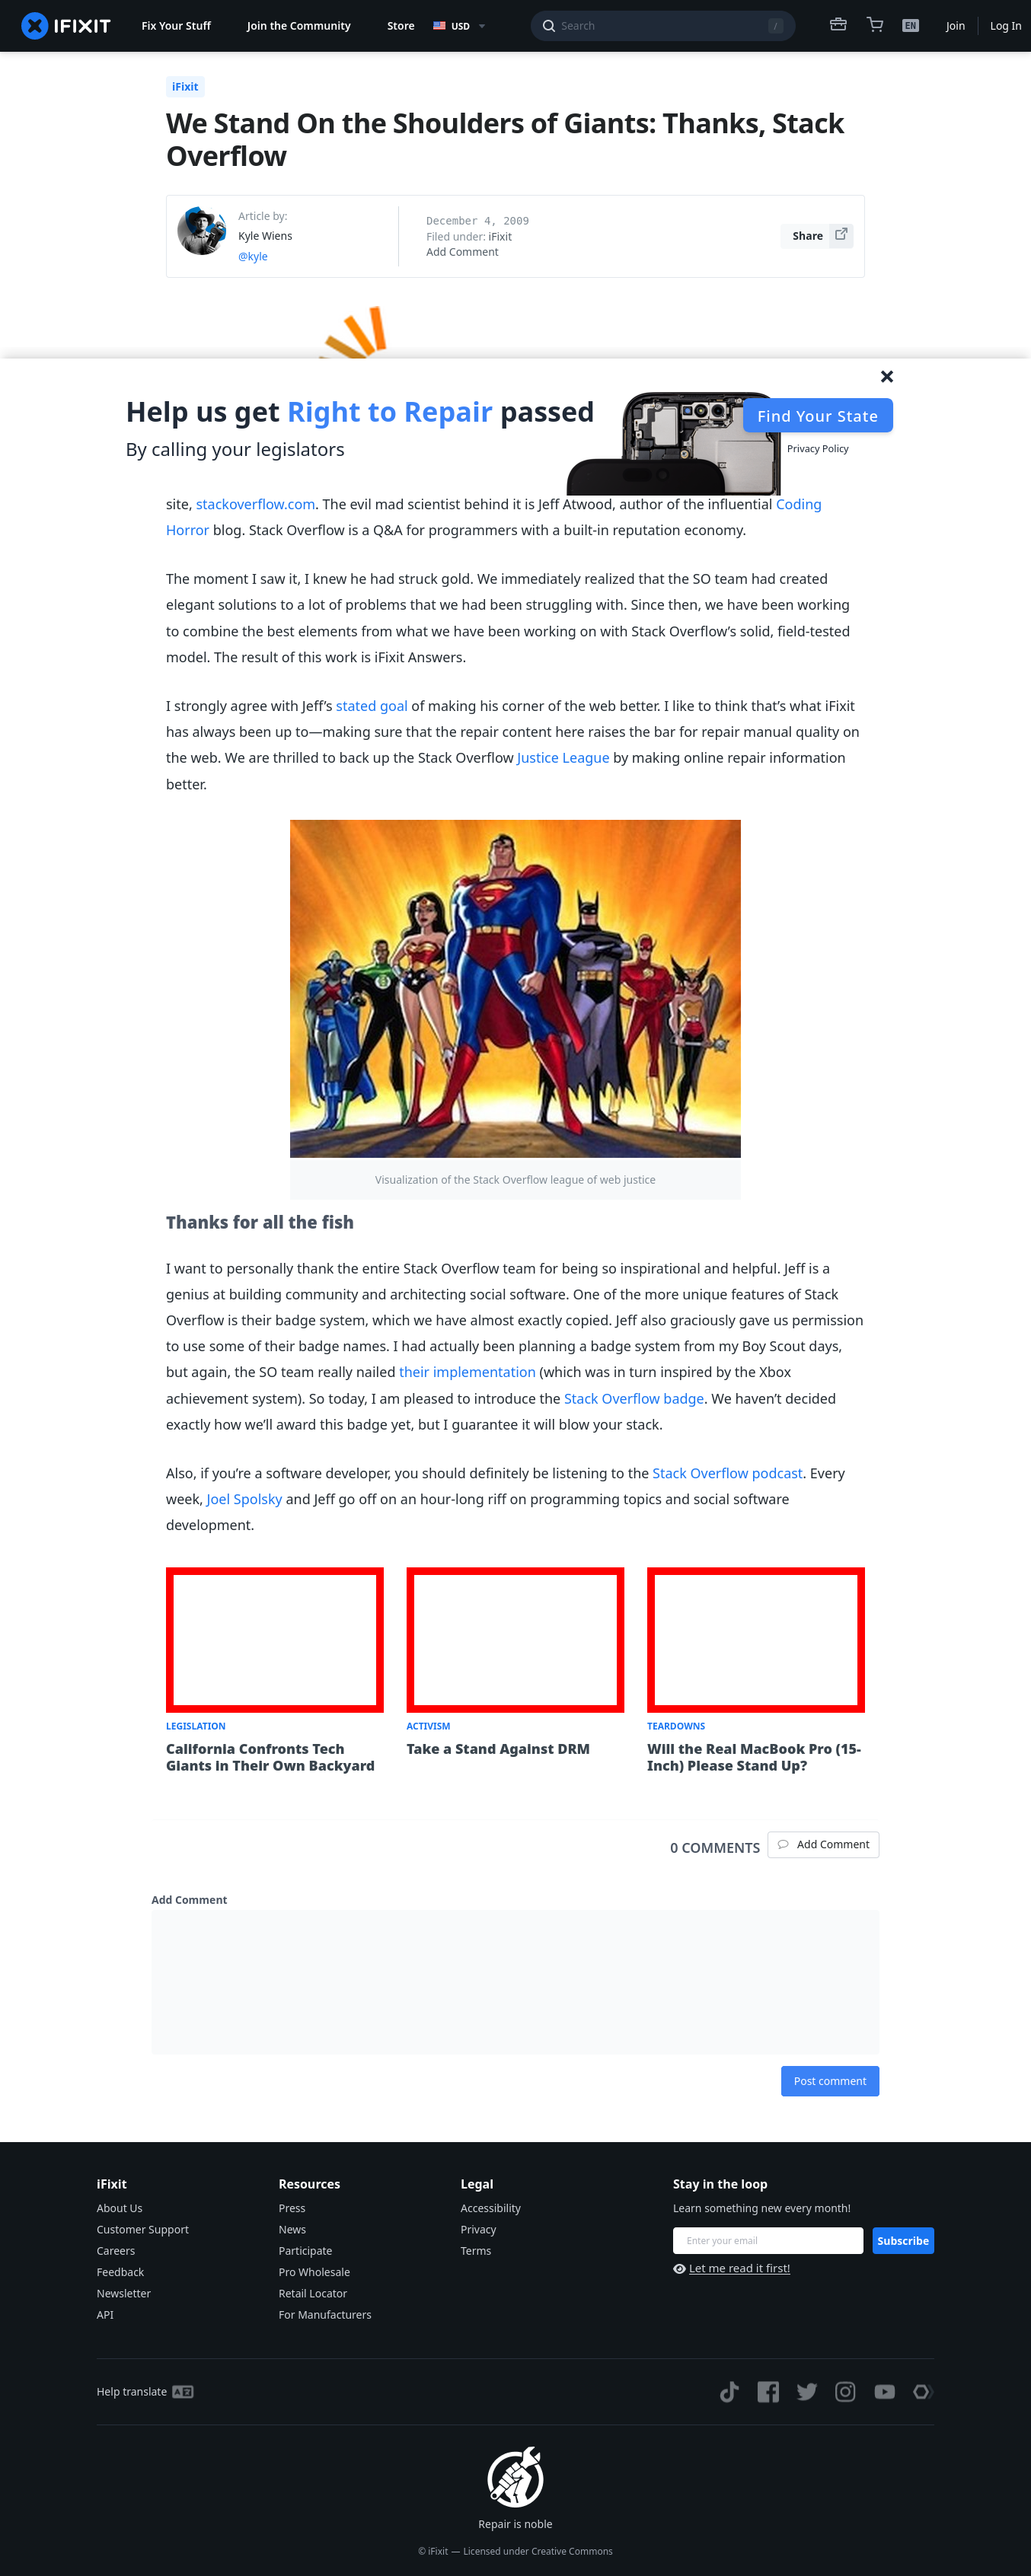 IFIXIT
Fix Your Stuff
Join the Community
Store
USD
Search
/
EN
Join
Log In
iFixit
We Stand On the Shoulders of Giants: Thanks, Stack
Overflow
Article by:
Kyle Wiens
@kyle
December 4, 2009
Filed under: iFixit
Add Comment
Share
Help us get Right to Repair passed
By calling your legislators
Find Your State
Privacy Policy
site, stackoverflow.com. The evil mad scientist behind it is Jeff Atwood, author of the influential Coding
Horror blog. Stack Overflow is a Q&A for programmers with a built-in reputation economy.
The moment I saw it, I knew he had struck gold. We immediately realized that the SO team had created
elegant solutions to a lot of problems that we had been struggling with. Since then, we have been working
to combine the best elements from what we have been working on with Stack Overflow’s solid, field-tested
model. The result of this work is iFixit Answers.
I strongly agree with Jeff’s stated goal of making his corner of the web better. I like to think that’s what iFixit
has always been up to—making sure that the repair content here raises the bar for repair manual quality on
the web. We are thrilled to back up the Stack Overflow Justice League by making online repair information
better.
Visualization of the Stack Overflow league of web justice
Thanks for all the fish
I want to personally thank the entire Stack Overflow team for being so inspirational and helpful. Jeff is a
genius at building community and architecting social software. One of the more unique features of Stack
Overflow is their badge system, which we have almost exactly copied. Jeff also graciously gave us permission
to use some of their badge names. I had actually been planning a badge system from my Boy Scout days,
but again, the SO team really nailed their implementation (which was in turn inspired by the Xbox
achievement system). So today, I am pleased to introduce the Stack Overflow badge. We haven’t decided
exactly how we’ll award this badge yet, but I guarantee it will blow your stack.
Also, if you’re a software developer, you should definitely be listening to the Stack Overflow podcast. Every
week, Joel Spolsky and Jeff go off on an hour-long riff on programming topics and social software
development.
LEGISLATION
California Confronts Tech
Giants in Their Own Backyard
ACTIVISM
Take a Stand Against DRM
TEARDOWNS
Will the Real MacBook Pro (15-
Inch) Please Stand Up?
0 COMMENTS
Add Comment
Add Comment
Post comment
iFixit
About Us
Customer Support
Careers
Feedback
Newsletter
API
Resources
Press
News
Participate
Pro Wholesale
Retail Locator
For Manufacturers
Legal
Accessibility
Privacy
Terms
Stay in the loop
Learn something new every month!
Enter your email
Subscribe
Let me read it first!
Help translate
Repair is noble
© iFixit — Licensed under Creative Commons